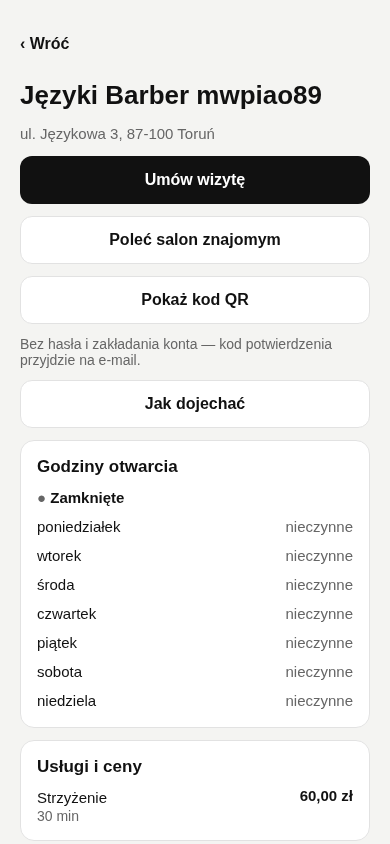 ‹ Wróć
Języki Barber mwpiao89
ul. Językowa 3, 87-100 Toruń
Umów wizytę
Poleć salon znajomym
Pokaż kod QR
Bez hasła i zakładania konta — kod potwierdzenia
przyjdzie na e-mail.
Jak dojechać
Godziny otwarcia
● Zamknięte
poniedziałek nieczynne
wtorek nieczynne
środa nieczynne
czwartek nieczynne
piątek nieczynne
sobota nieczynne
niedziela nieczynne
Usługi i ceny
Strzyżenie 60,00 zł
30 min